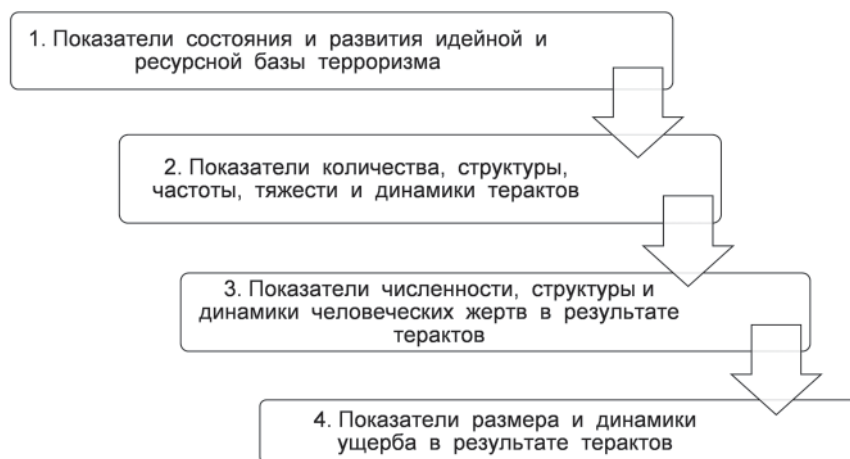 1. Показатели состояния и развития идейной и
ресурсной базы терроризма
2. Показатели количества, структуры,
частоты, тяжести и динамики терактов
3. Показатели численности, структуры и
динамики человеческих жертв в результате
терактов
4. Показатели размера и динамики
ущерба в результате терактов